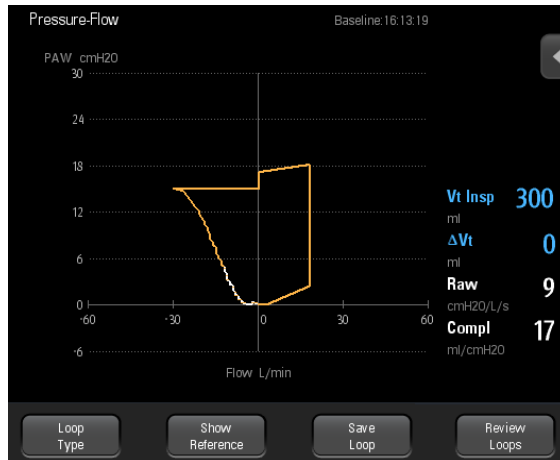 Pressure-Flow
Baseline:16:13:19
PAW cmH2O
30
24
18
12
6
0
-60 -30 0 30 60
-6
Flow L/min
Vt Insp 300
ml
ΔVt 0
ml
Raw 9
cmH2O/L/s
Compl 17
ml/cmH2O
Loop Type
Show Reference
Save Loop
Review Loops